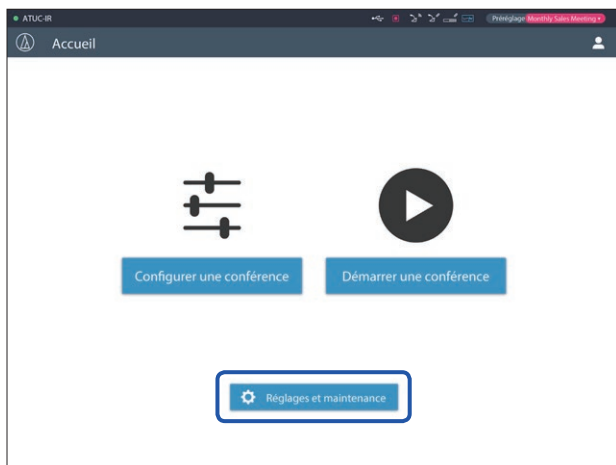 ATUC-IR
Préréglage Monthly Sales Meeting
Accueil
Configurer une conférence
Démarrer une conférence
Réglages et maintenance